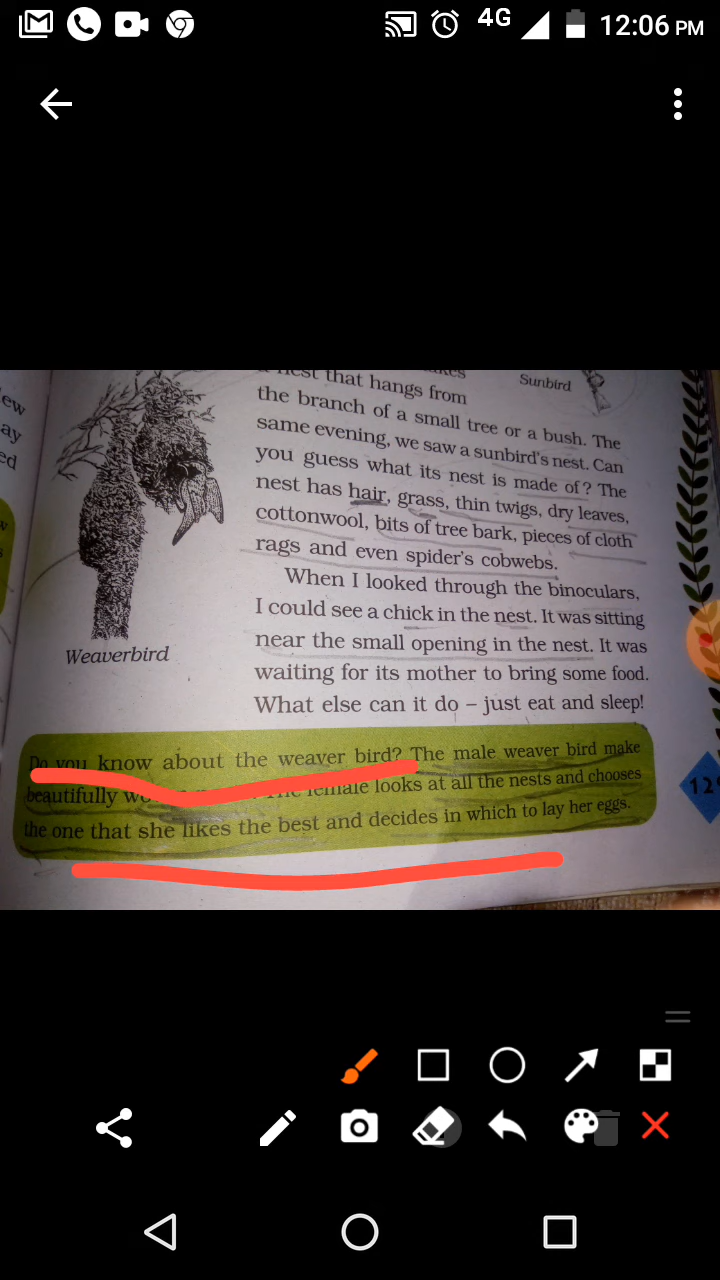 4G 12:06 PM
Sunbird
nest that hangs from
the branch of a small tree or a bush. The
same evening, we saw a sunbird's nest. Can
you guess what its nest is made of? The
nest has hair, grass, thin twigs, dry leaves,
cottonwool, bits of tree bark, pieces of cloth
rags and even spider's cobwebs.
When I looked through the binoculars,
I could see a chick in the nest. It was sitting
near the small opening in the nest. It was
waiting for its mother to bring some food.
What else can it do – just eat and sleep!
Weaverbird
Do you know about the weaver bird? The male weaver bird make
beautifully The female looks at all the nests and chooses
the one that she likes the best and decides in which to lay her eggs.